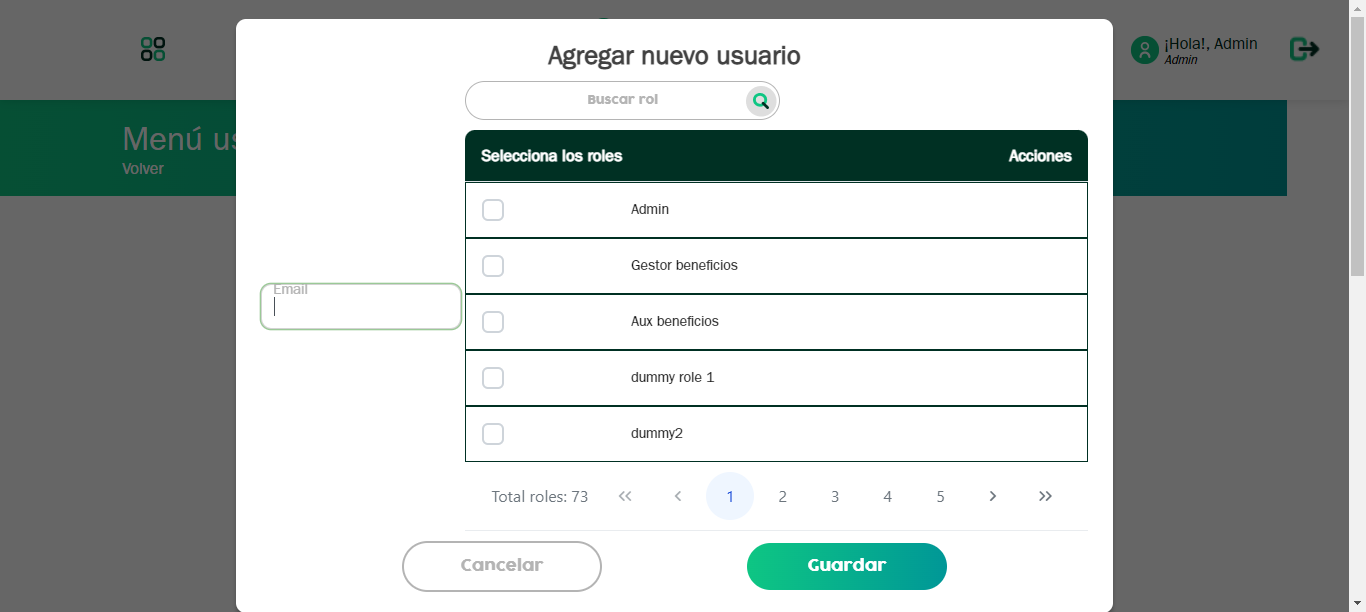 Agregar nuevo usuario
¡Hola!, Admin
Admin
Buscar rol
Menú us
Volver
Selecciona los roles Acciones
Admin
Gestor beneficios
Email
Aux beneficios
dummy role 1
dummy2
Total roles: 73 « ‹ 1 2 3 4 5 › »
Cancelar Guardar